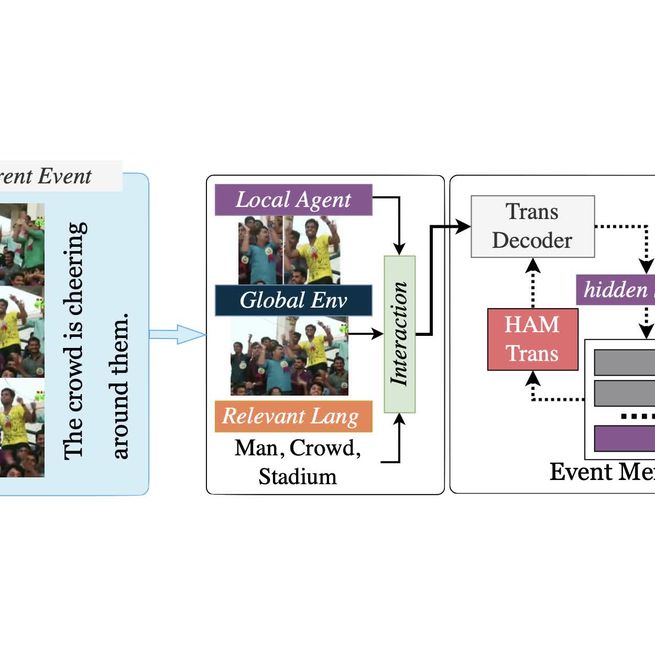 rent Event
The crowd is cheering
around them.
Local Agent
Global Env
Relevant Lang
Man, Crowd,
Stadium
Interaction
Trans
Decoder
hidden
HAM
Trans
Event Me